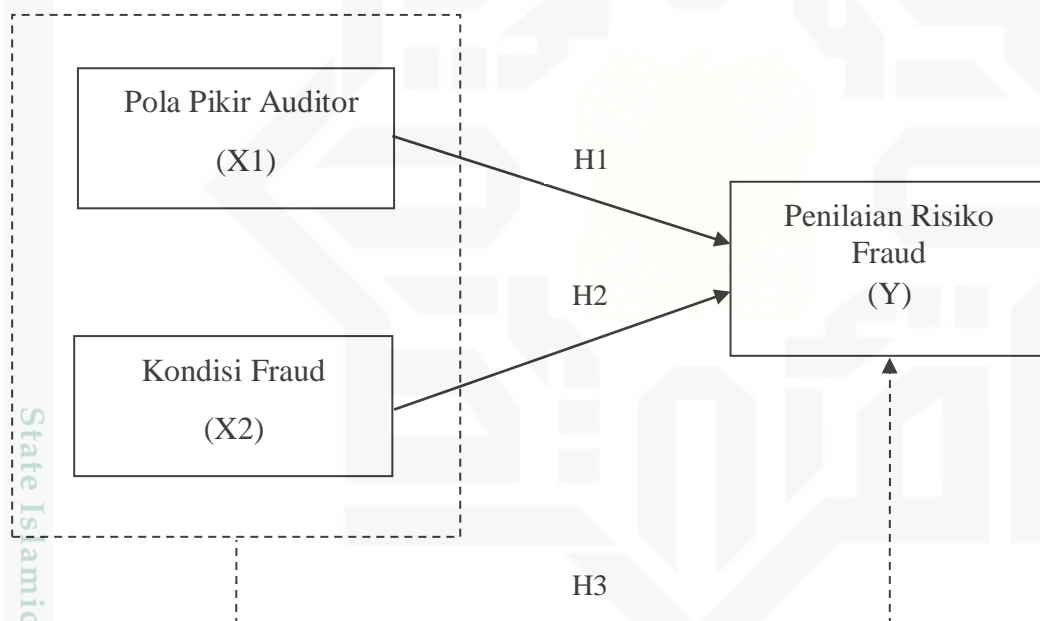 Pola Pikir Auditor
(X1)
H1
Penilaian Risiko
Fraud
(Y)
H2
Kondisi Fraud
(X2)
H3
State Islamic